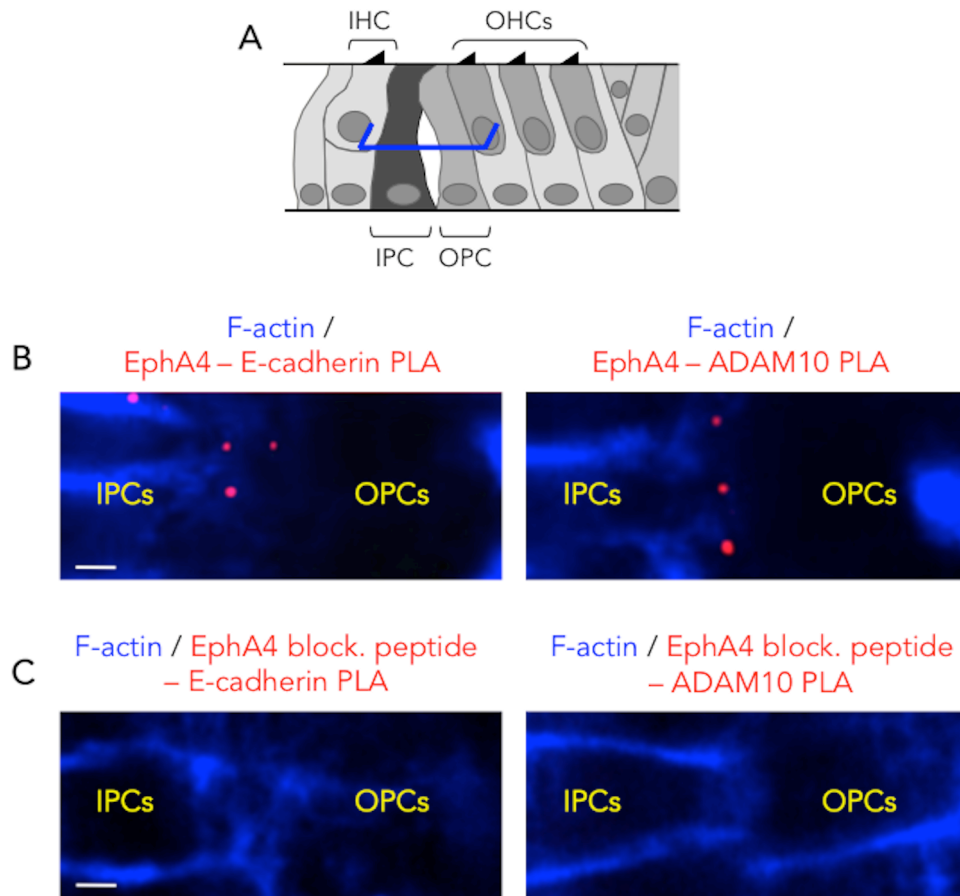 A
IHC
OHCs
IPC
OPC
B
F-actin /
EphA4 – E-cadherin PLA
F-actin /
EphA4 – ADAM10 PLA
IPCs
OPCs
IPCs
OPCs
C
F-actin / EphA4 block. peptide
– E-cadherin PLA
F-actin / EphA4 block. peptide
– ADAM10 PLA
IPCs
OPCs
IPCs
OPCs